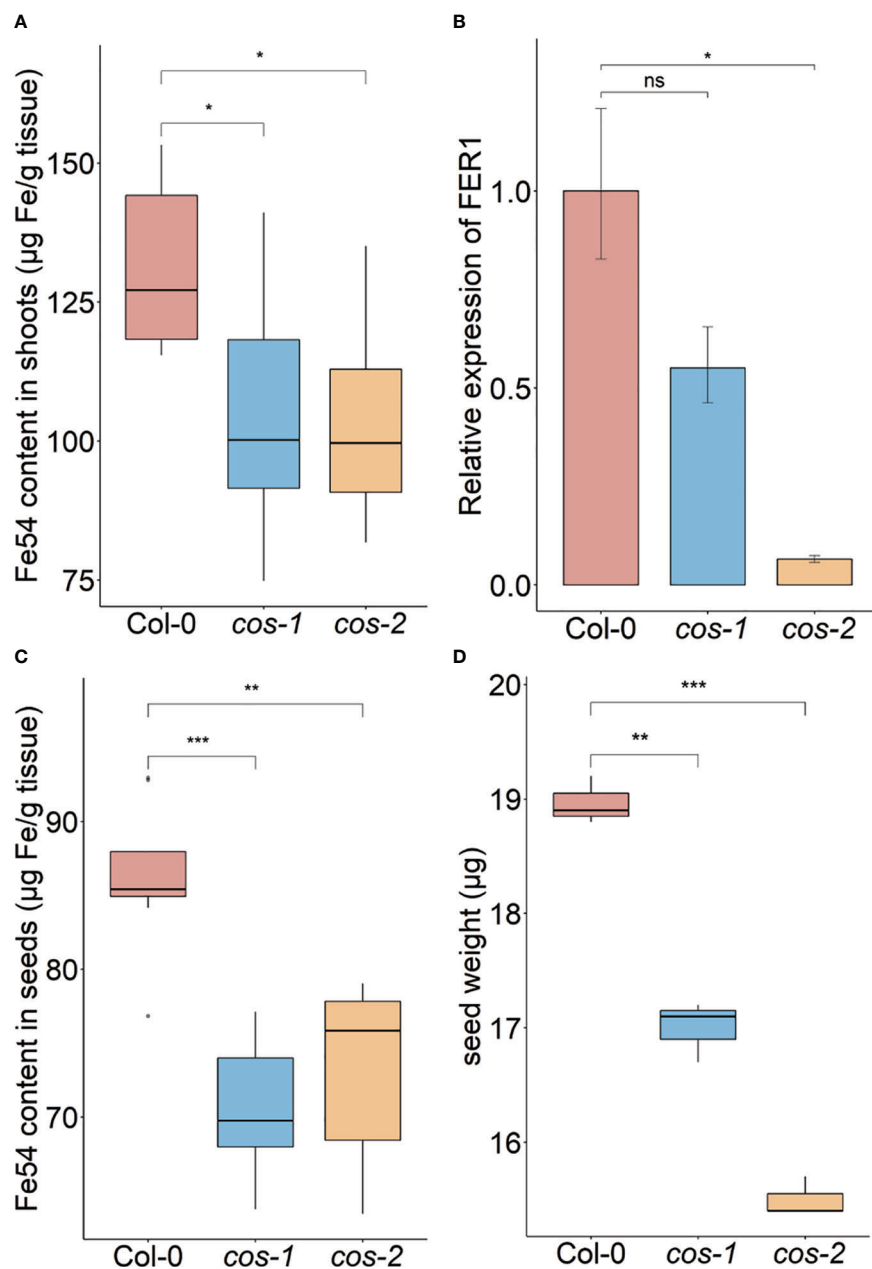 A
Fe54 content in shoots (µg Fe/g tissue)
150
125
100
75
*
*
Col-0 cos-1 cos-2
B
Relative expression of FER1
1.0
0.5
0.0
*
ns
Col-0 cos-1 cos-2
C
Fe54 content in seeds (µg Fe/g tissue)
90
80
70
**
***
Col-0 cos-1 cos-2
D
seed weight (µg)
20
19
18
17
16
***
**
Col-0 cos-1 cos-2